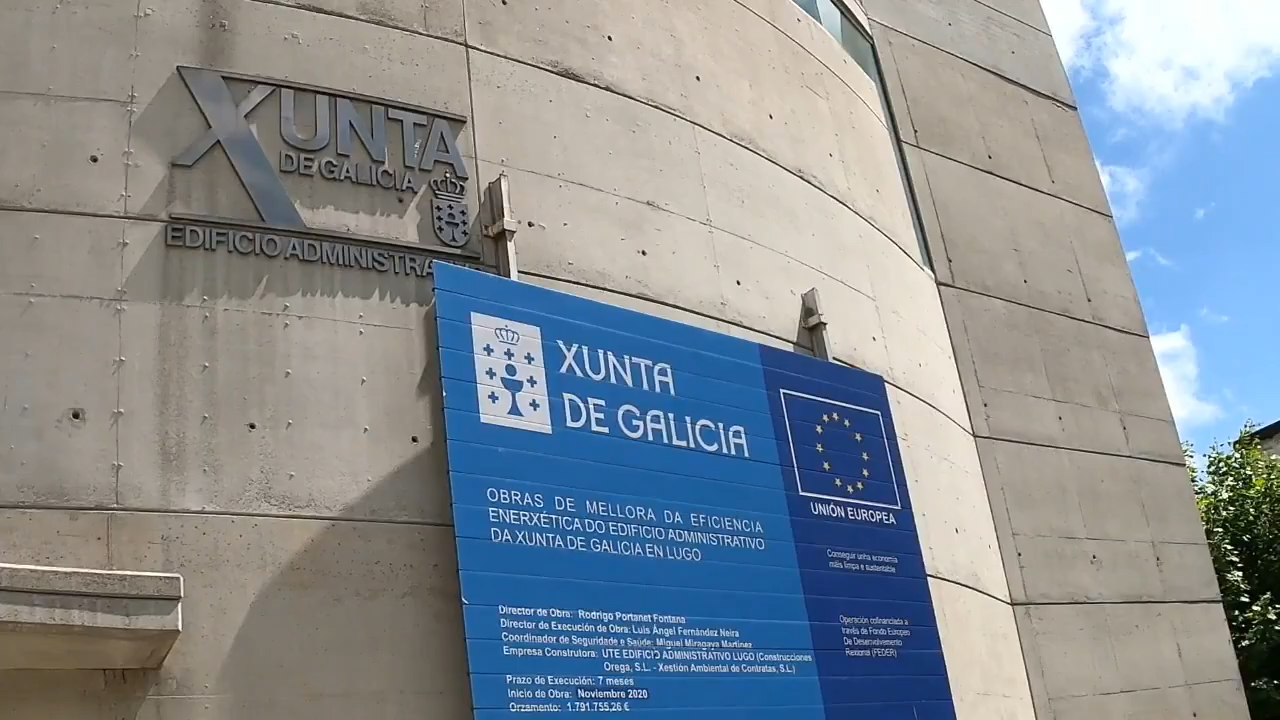 XUNTA
DE GALICIA
EDIFICIO ADMINISTRA
XUNTA
DE GALICIA
OBRAS DE MELLORA DA EFICIENCIA
ENERXÉTICA DO EDIFICIO ADMINISTRATIVO
DA XUNTA DE GALICIA EN LUGO
Director de Obra: Rodrigo Portanet Fontana
Director de Execución de Obra: Luis Ángel Fernández Neira
Coordinador de Seguridade e Saúde: Miguel Miragaya Martinez
Empresa Construtora: UTE EDIFICIO ADMINISTRATIVO LUGO (Construcciones
Orega, S.L. - Xestión Ambiental de Contratas, S.L.)
Prazo de Execución: 7 meses
Inicio de Obra: Noviembre 2020
Orzamento: 1.791.755,26 €
UNIÓN EUROPEA
Conseguir unha economía
máis limpa e sustentable
Operación cofinanciada a
través de Fondo Europeo
De Desenvolvemento
Rexional (FEDER)